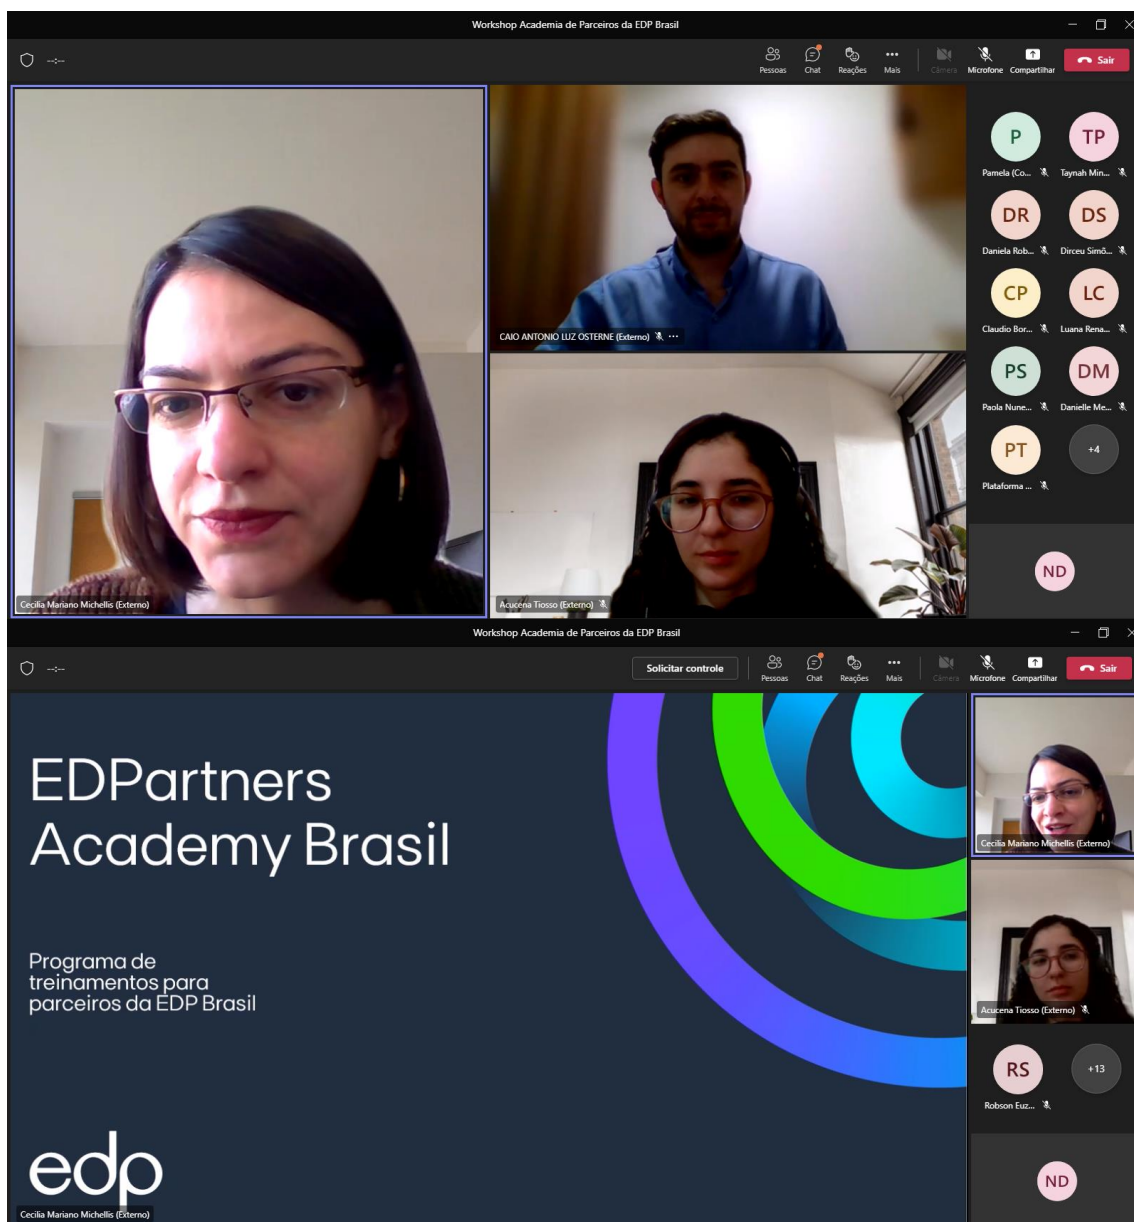 Workshop Academia de Parceiros da EDP Brasil
--:--
Pessoas
Chat
Reações
Mais
Câmera
Microfone
Compartilhar
Sair
Cecilia Mariano Michellis (Externo)
CAIO ANTONIO LUZ OSTERNE (Externo)
Acucena Tiosso (Externo)
P
Pamela (Co...
TP
Taynah Min...
DR
Daniela Rob...
DS
Dirceu Simõ...
CP
Claudio Bor...
LC
Luana Rena...
PS
Paola Nune...
DM
Danielle Me...
PT
Plataforma ...
+4
ND
Workshop Academia de Parceiros da EDP Brasil
--:--
Solicitar controle
Pessoas
Chat
Reações
Mais
Câmera
Microfone
Compartilhar
Sair
EDPartners
Academy Brasil
Programa de
treinamentos para
parceiros da EDP Brasil
edp
Cecilia Mariano Michellis (Externo)
Cecilia Mariano Michellis (Externo)
Acucena Tiosso (Externo)
RS
Robson Euz...
+13
ND